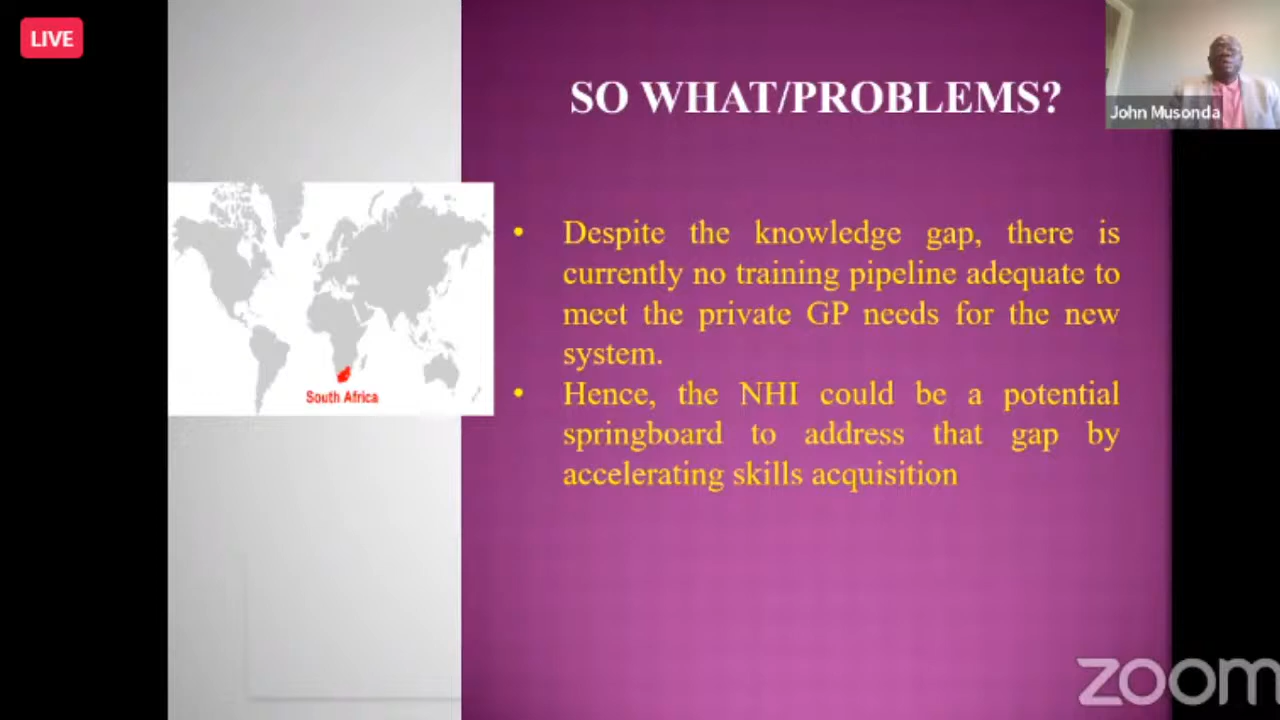 LIVE
SO WHAT/PROBLEMS?
John Musonda
• Despite the knowledge gap, there is
currently no training pipeline adequate to
meet the private GP needs for the new
system.
• Hence, the NHI could be a potential
springboard to address that gap by
accelerating skills acquisition
South Africa
zoom